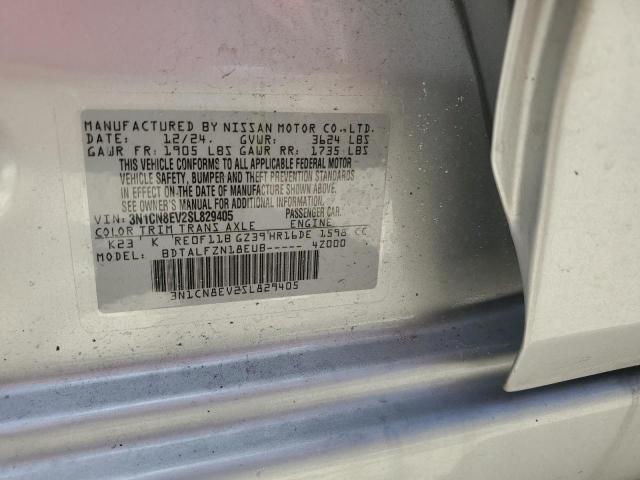 MANUFACTURED BY NISSAN MOTOR CO.,LTD.
DATE: 12/24. GVWR: 3624 LBS
GAWR FR: 1905 LBS GAWR RR: 1735 LBS
THIS VEHICLE CONFORMS TO ALL APPLICABLE FEDERAL MOTOR
VEHICLE SAFETY, BUMPER AND THEFT PREVENTION STANDARDS
IN EFFECT ON THE DATE OF MANUFACTURE SHOWN ABOVE.
SEE OWNER'S MANUAL FOR ADDITIONAL INFORMATION.
VIN: 3N1CN8EV2SL829405 PASSENGER CAR.
COLOR TRIM TRANS AXLE ENGINE
K23 K RE0F11B GZ39 HR16DE 1598 CC
MODEL: BDTALFZN18EUB----- 4Z000
3N1CN8EV2SL829405